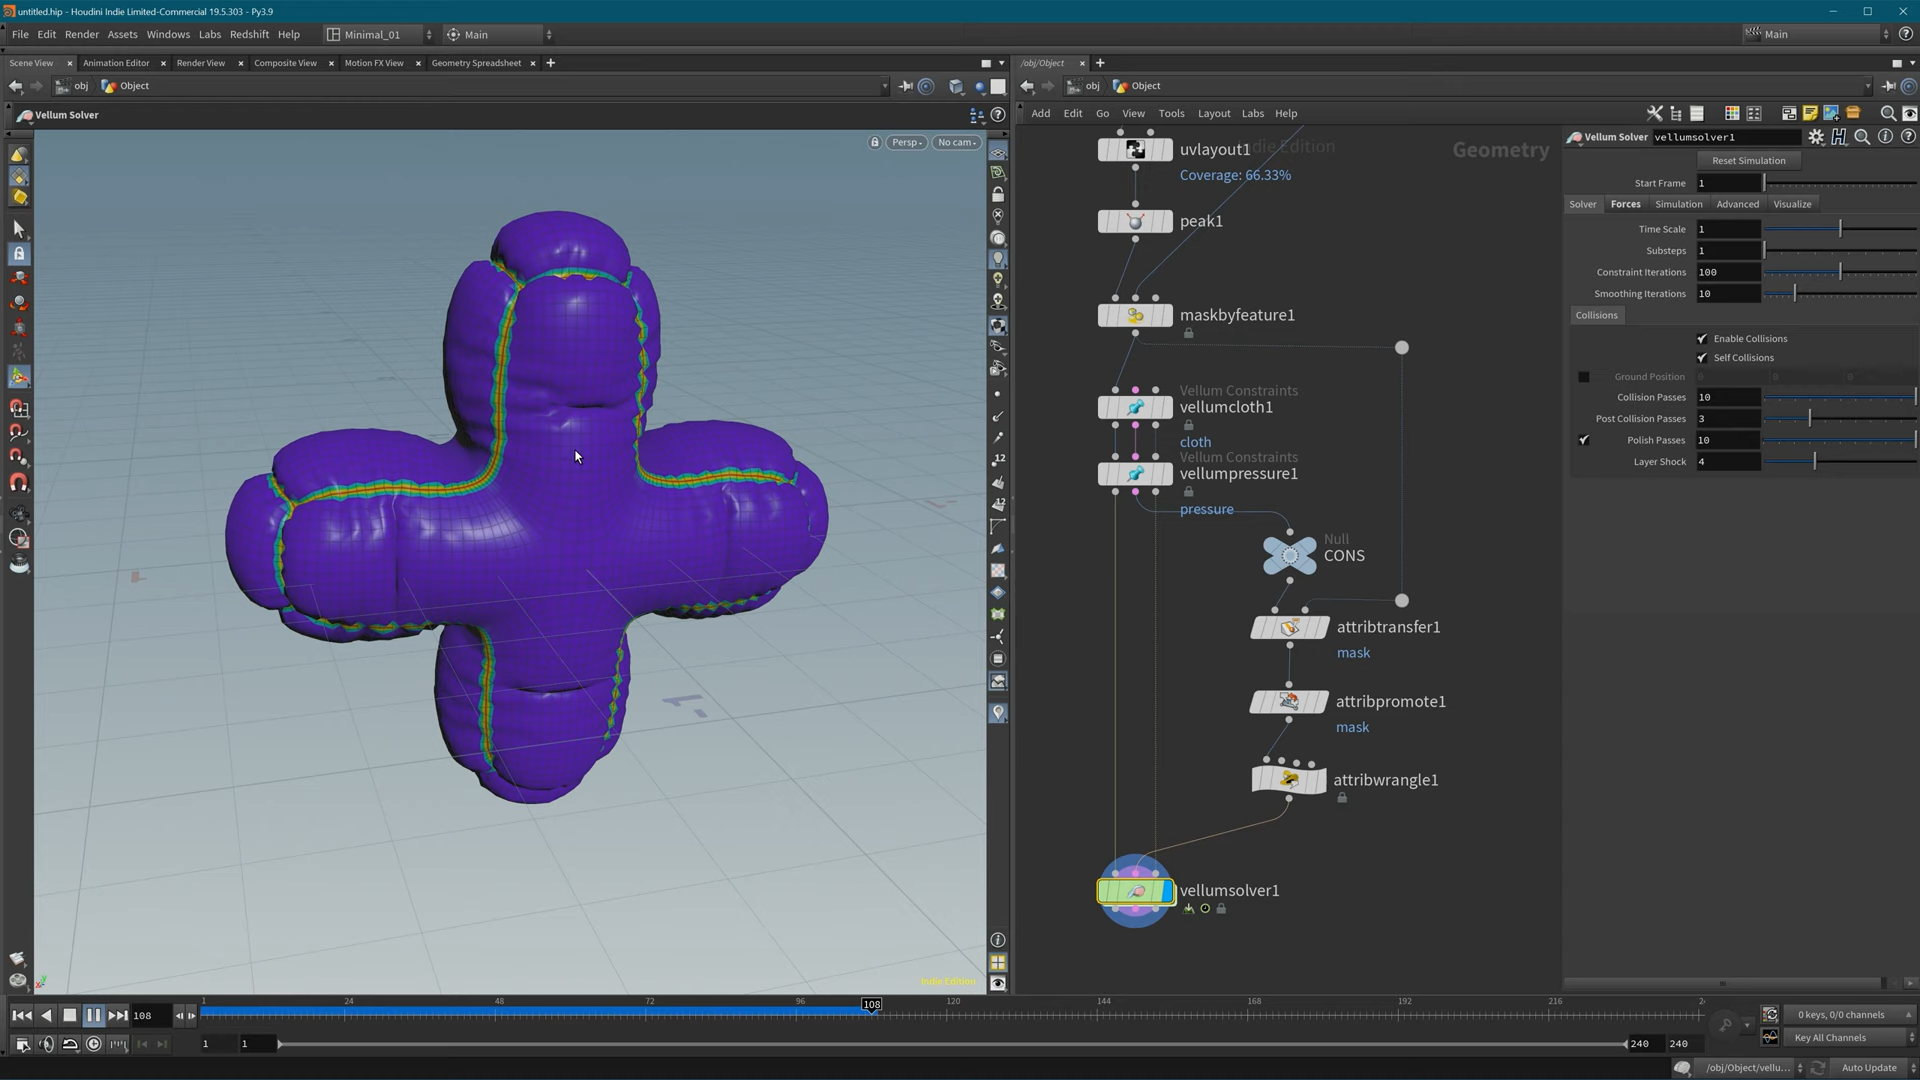 untitled.hip - Houdini Indie Limited-Commercial 19.5.303 - Py3.9
File Edit Render Assets Windows Labs Redshift Help
Minimal_01
Main
Main
Scene View
Animation Editor
Render View
Composite View
Motion FX View
Geometry Spreadsheet
/obj/Object
obj
Object
obj
Object
Vellum Solver
Add Edit Go View Tools Layout Labs Help
Persp
No cam
Indie Edition
uvlayout1
Coverage: 66.33%
Geometry
peak1
maskbyfeature1
Vellum Constraints
vellumcloth1
cloth
Vellum Constraints
vellumpressure1
pressure
Null
CONS
attribtransfer1
mask
attribpromote1
mask
attribwrangle1
vellumsolver1
Vellum Solver vellumsolver1
Reset Simulation
Start Frame 1
Solver Forces Simulation Advanced Visualize
Time Scale 1
Substeps 1
Constraint Iterations 100
Smoothing Iterations 10
Collisions
Enable Collisions
Self Collisions
Ground Position
Collision Passes 10
Post Collision Passes 3
Polish Passes 10
Layer Shock 4
12
12
108
1 24 48 72 96 108 120 144 168 192 216
1 1
240 240
0 keys, 0/0 channels
Key All Channels
/obj/Object/vellu...
Auto Update